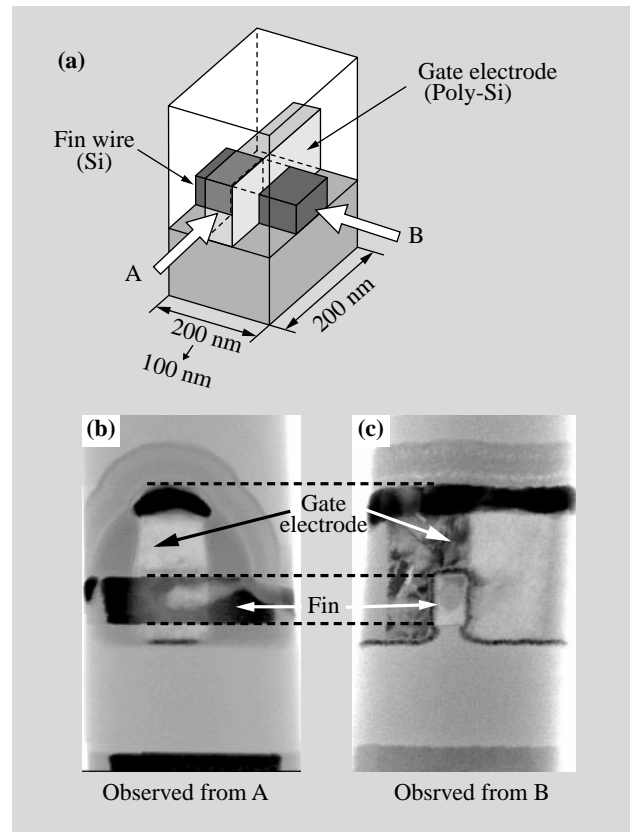 (a)
Gate electrode
(Poly-Si)
Fin wire
(Si)
A
B
200 nm
100 nm
200 nm
(b)
(c)
Gate
electrode
Fin
Observed from A
Obsrved from B